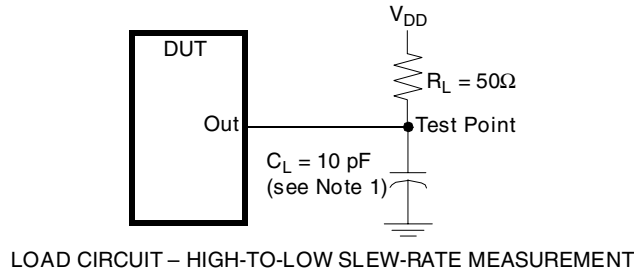 V_DD
DUT
R_L = 50Ω
Out
Test Point
C_L = 10 pF
(see Note 1)
LOAD CIRCUIT – HIGH-TO-LOW SLEW-RATE MEASUREMENT